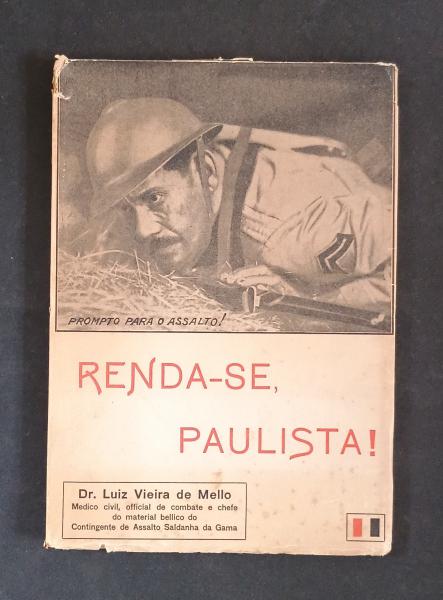 PROMPTO PARA O ASSALTO!
RENDA-SE,
PAULISTA!
Dr. Luiz Vieira de Mello
Medico civil, official de combate e chefe
do material bellico do
Contingente de Assalto Saldanha da Gama